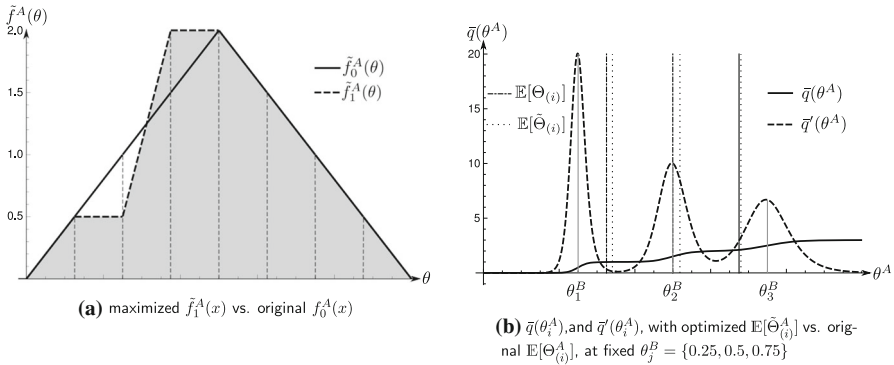 f̃^A(θ)
2.0
1.5
1.0
0.5
θ
f̃_0^A(θ)
f̃_1^A(θ)
(a) maximized f̃_1^A(x) vs. original f_0^A(x)
q̄(θ^A)
20
15
10
5
𝔼[Θ_(i)]
𝔼[Θ̃_(i)]
q̄(θ^A)
q̄′(θ^A)
θ_1^B
θ_2^B
θ_3^B
θ^A
(b) q̄(θ_i^A),and q̄′(θ_i^A), with optimized 𝔼[Θ̃_(i)^A] vs. orig-
nal 𝔼[Θ_(i)^A], at fixed θ_j^B = {0.25, 0.5, 0.75}